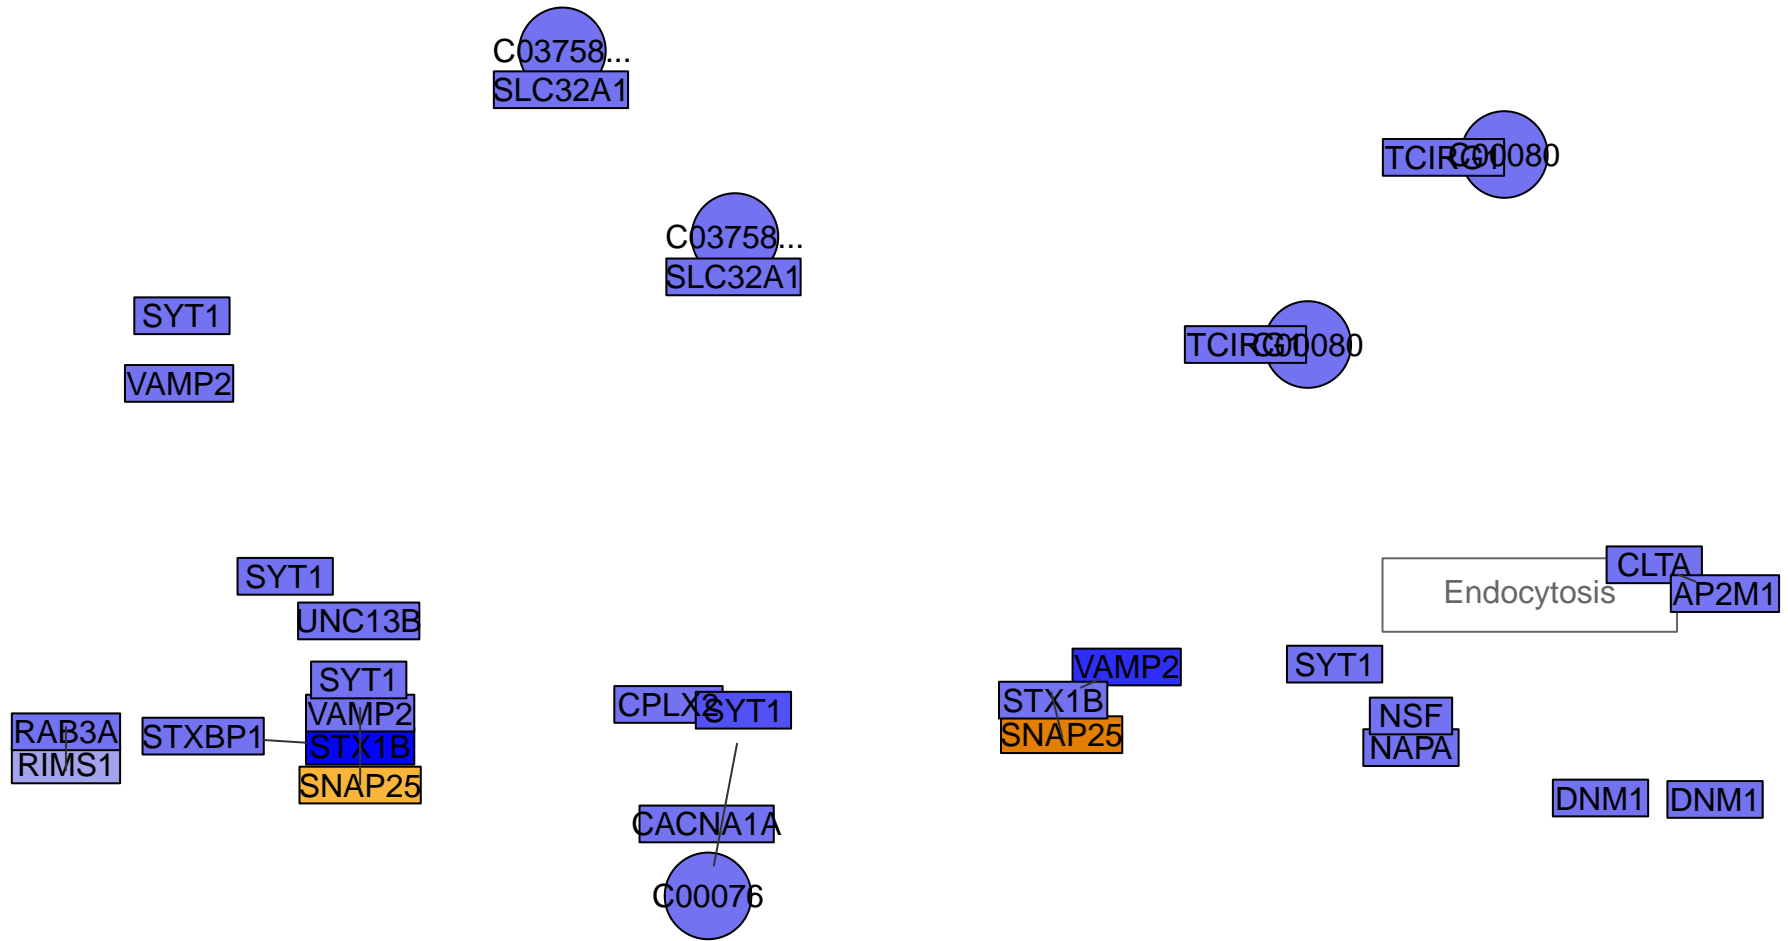 C03758...
SLC32A1
TCIRG1
C00080
C03758...
SLC32A1
SYT1
TCIRG1
C00080
VAMP2
SYT1
CLTA
Endocytosis
AP2M1
UNC13B
SYT1
VAMP2
SYT1
STX1B
CPLX2
SYT1
VAMP2
NSF
RAB3A
STXBP1
STX1B
SNAP25
NAPA
RIMS1
SNAP25
DNM1
DNM1
CACNA1A
C00076